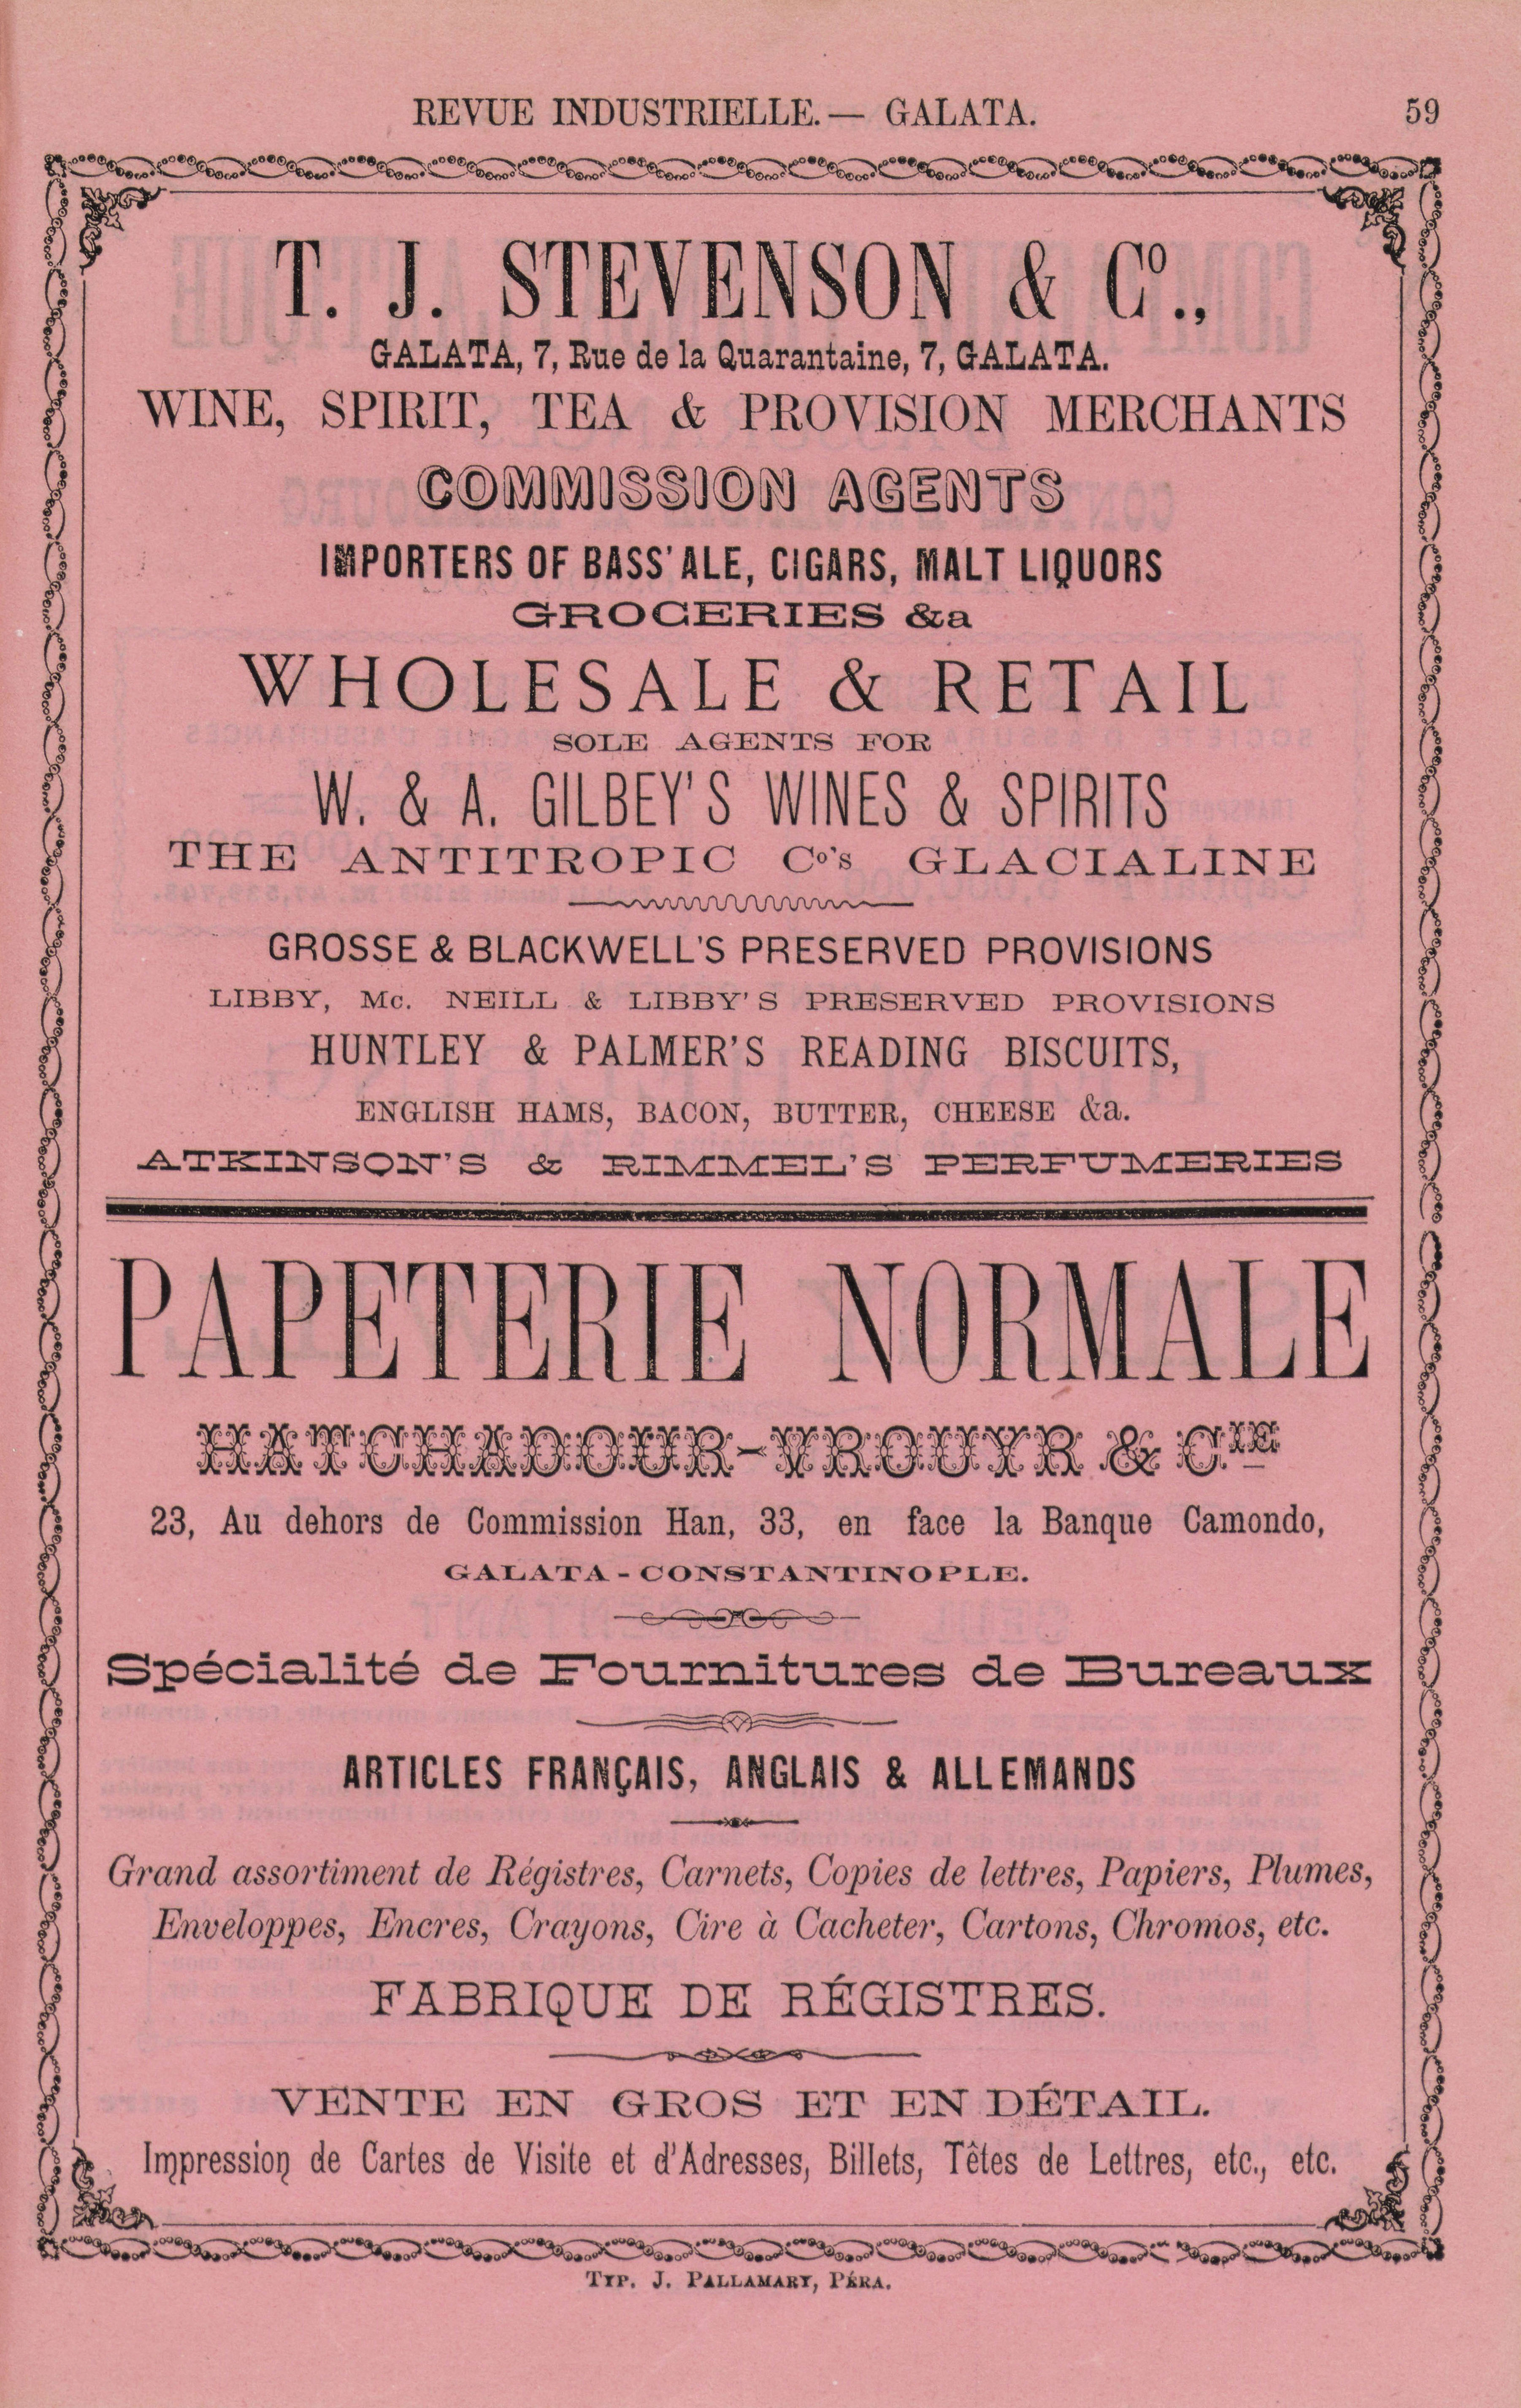 REVUE INDUSTRIELLE. — GALATA. 59
T. J. STEVENSON & Cº.,
GALATA, 7, Rue de la Quarantaine, 7, GALATA.
WINE, SPIRIT, TEA & PROVISION MERCHANTS
COMMISSION AGENTS
IMPORTERS OF BASS' ALE, CIGARS, MALT LIQUORS
GROCERIES &a
WHOLESALE & RETAIL
SOLE AGENTS FOR
W. & A. GILBEY'S WINES & SPIRITS
THE ANTITROPIC Cº's GLACIALINE
GROSSE & BLACKWELL'S PRESERVED PROVISIONS
LIBBY, Mc. NEILL & LIBBY'S PRESERVED PROVISIONS
HUNTLEY & PALMER'S READING BISCUITS,
ENGLISH HAMS, BACON, BUTTER, CHEESE &a.
ATKINSON'S & RIMMEL'S PERFUMERIES
PAPETERIE NORMALE
HATCHADOUR-VROUYR & CIE
23, Au dehors de Commission Han, 33, en face la Banque Camondo,
GALATA-CONSTANTINOPLE.
Spécialité de Fournitures de Bureaux
ARTICLES FRANÇAIS, ANGLAIS & ALLEMANDS
Grand assortiment de Régistres, Carnets, Copies de lettres, Papiers, Plumes,
Enveloppes, Encres, Crayons, Cire à Cacheter, Cartons, Chromos, etc.
FABRIQUE DE RÉGISTRES.
VENTE EN GROS ET EN DÉTAIL.
Impression de Cartes de Visite et d'Adresses, Billets, Têtes de Lettres, etc., etc.
TYP. J. PALLAMARY, PÉRA.